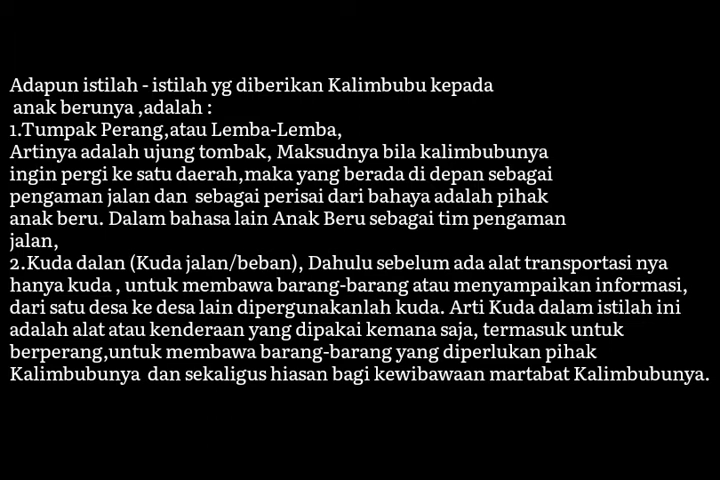 Adapun istilah - istilah yg diberikan Kalimbubu kepada
anak berunya ,adalah :
1.Tumpak Perang,atau Lemba-Lemba,
Artinya adalah ujung tombak, Maksudnya bila kalimbubunya
ingin pergi ke satu daerah,maka yang berada di depan sebagai
pengaman jalan dan  sebagai perisai dari bahaya adalah pihak
anak beru. Dalam bahasa lain Anak Beru sebagai tim pengaman
jalan,
2.Kuda dalan (Kuda jalan/beban), Dahulu sebelum ada alat transportasi nya
hanya kuda , untuk membawa barang-barang atau menyampaikan informasi,
dari satu desa ke desa lain dipergunakanlah kuda. Arti Kuda dalam istilah ini
adalah alat atau kenderaan yang dipakai kemana saja, termasuk untuk
berperang,untuk membawa barang-barang yang diperlukan pihak
Kalimbubunya  dan sekaligus hiasan bagi kewibawaan martabat Kalimbubunya.